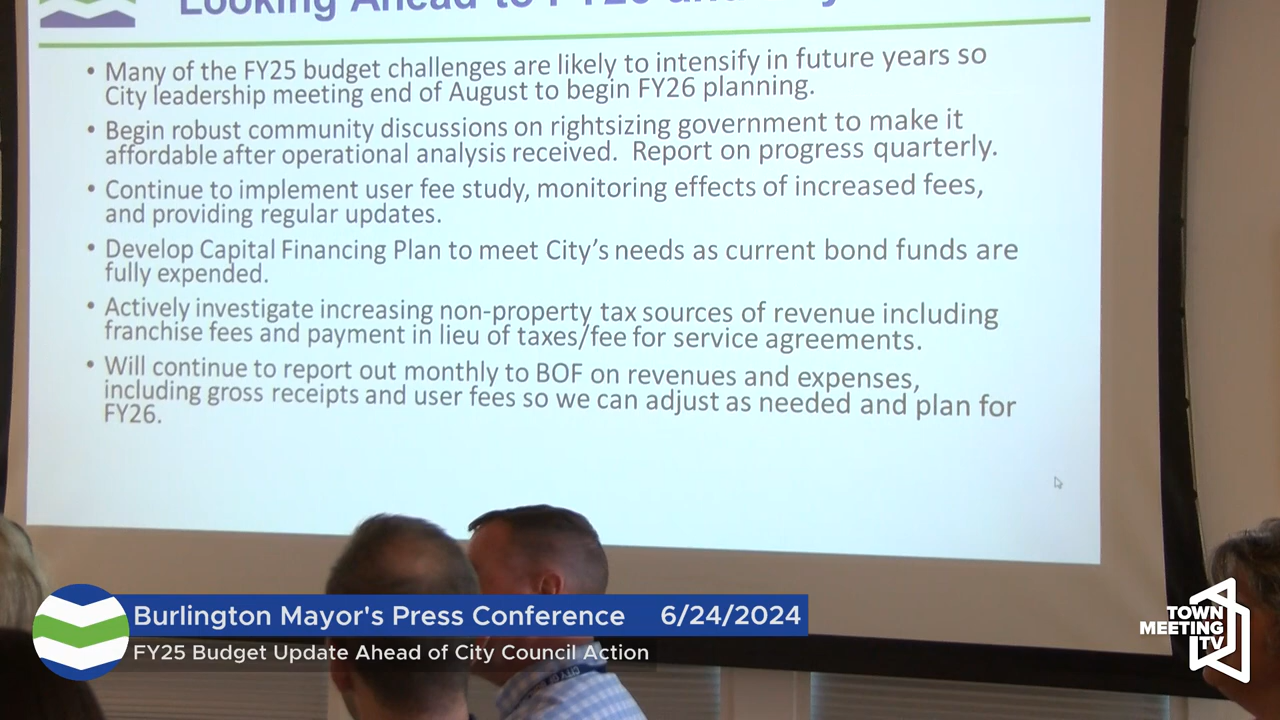 Looking Ahead to FY26 and
• Many of the FY25 budget challenges are likely to intensify in future years so
City leadership meeting end of August to begin FY26 planning.
• Begin robust community discussions on rightsizing government to make it
affordable after operational analysis received. Report on progress quarterly.
• Continue to implement user fee study, monitoring effects of increased fees,
and providing regular updates.
• Develop Capital Financing Plan to meet City's needs as current bond funds are
fully expended.
• Actively investigate increasing non-property tax sources of revenue including
franchise fees and payment in lieu of taxes/fee for service agreements.
• Will continue to report out monthly to BOF on revenues and expenses,
including gross receipts and user fees so we can adjust as needed and plan for
FY26.
Burlington Mayor's Press Conference 6/24/2024
FY25 Budget Update Ahead of City Council Action
TOWN
MEETING
TV